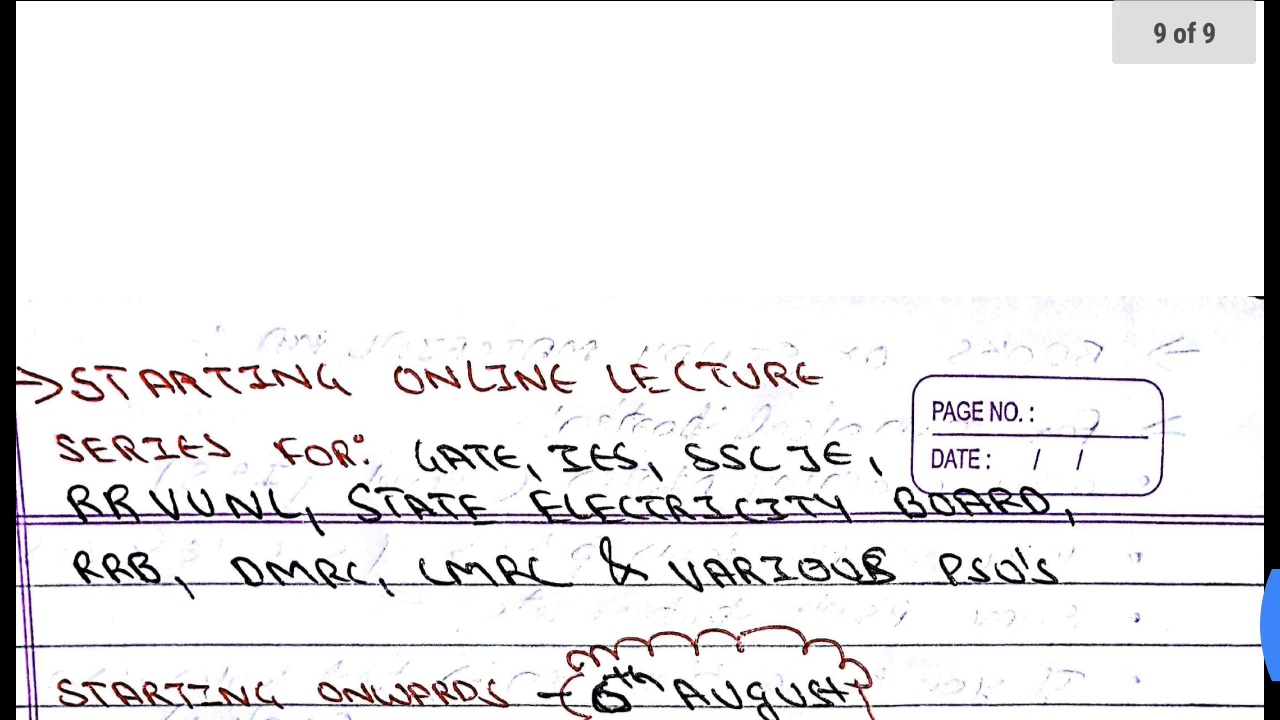 9 of 9
→STARTING ONLINE LECTURE
PAGE NO.:
SERIES FOR: GATE, IES, SSC JE,
DATE: / /
RRVUNL, STATE ELECTRICITY BOARD,
RRB, DMRC, LMRC & VARIOUS PSO'S
STARTING ONWARDS - 6th AUGUST